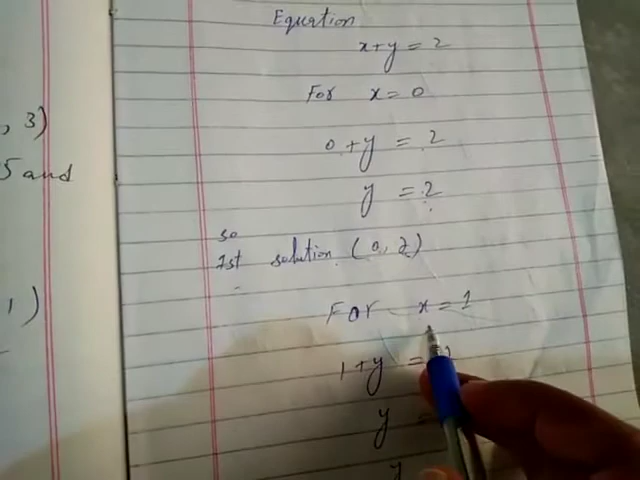 , 3)
5 and
1)
Equation
x+y = 2
For x = 0
0 + y = 2
y = 2
so
1st solution (0, 2)
For x = 1
1 + y =
y =
y